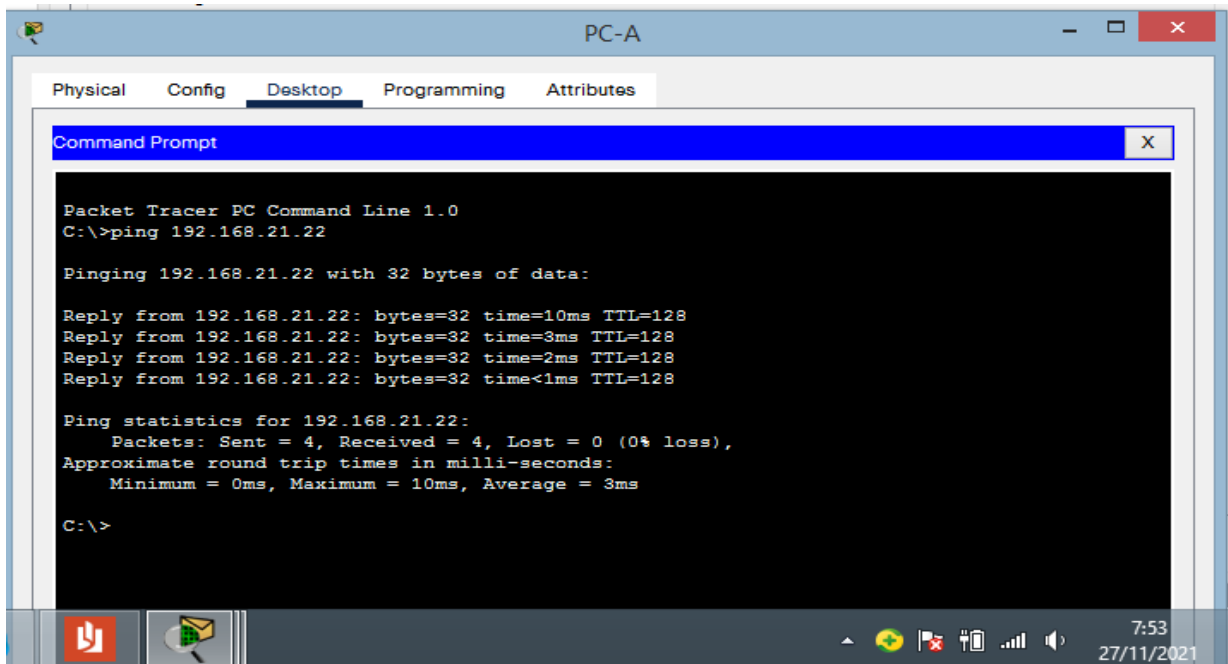 PC-A
Physical Config Desktop Programming Attributes
Command Prompt
X
Packet Tracer PC Command Line 1.0
C:\>ping 192.168.21.22
Pinging 192.168.21.22 with 32 bytes of data:
Reply from 192.168.21.22: bytes=32 time=10ms TTL=128
Reply from 192.168.21.22: bytes=32 time=3ms TTL=128
Reply from 192.168.21.22: bytes=32 time=2ms TTL=128
Reply from 192.168.21.22: bytes=32 time<1ms TTL=128
Ping statistics for 192.168.21.22:
Packets: Sent = 4, Received = 4, Lost = 0 (0% loss),
Approximate round trip times in milli-seconds:
Minimum = 0ms, Maximum = 10ms, Average = 3ms
C:\>
7:53
27/11/2021